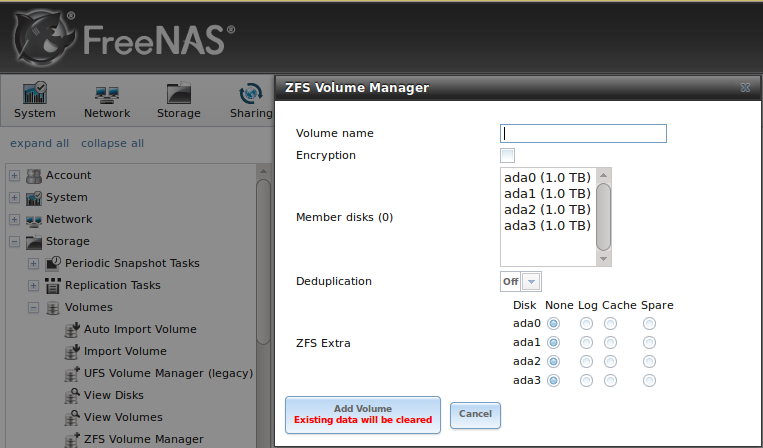 FreeNAS®
System Network Storage Sharing
expand all collapse all
Account
System
Network
Storage
Periodic Snapshot Tasks
Replication Tasks
Volumes
Auto Import Volume
Import Volume
UFS Volume Manager (legacy)
View Disks
View Volumes
ZFS Volume Manager
ZFS Volume Manager
Volume name
Encryption
Member disks (0)
ada0 (1.0 TB)
ada1 (1.0 TB)
ada2 (1.0 TB)
ada3 (1.0 TB)
Deduplication Off
ZFS Extra
Disk None Log Cache Spare
ada0
ada1
ada2
ada3
Add Volume
Existing data will be cleared
Cancel